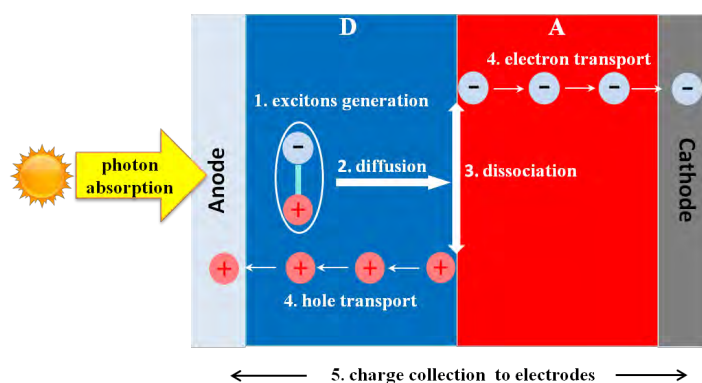 D
A
4. electron transport
1. excitons generation
photon
absorption
Anode
2. diffusion
3. dissociation
Cathode
4. hole transport
5. charge collection to electrodes